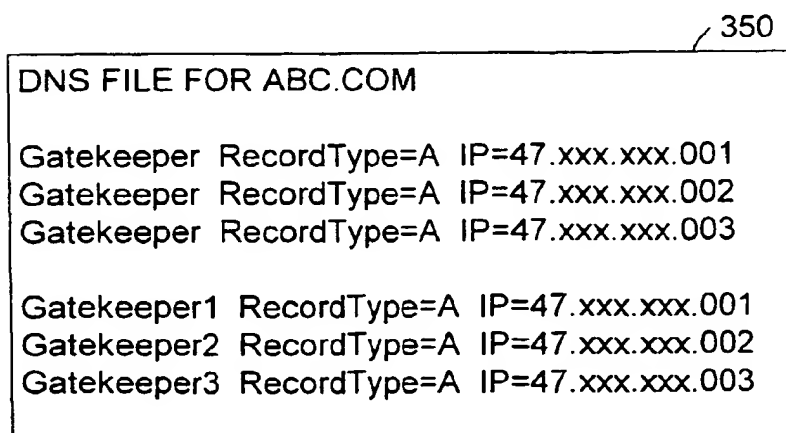 350
DNS FILE FOR ABC.COM
Gatekeeper RecordType=A IP=47.xxx.xxx.001
Gatekeeper RecordType=A IP=47.xxx.xxx.002
Gatekeeper RecordType=A IP=47.xxx.xxx.003
Gatekeeper1 RecordType=A IP=47.xxx.xxx.001
Gatekeeper2 RecordType=A IP=47.xxx.xxx.002
Gatekeeper3 RecordType=A IP=47.xxx.xxx.003